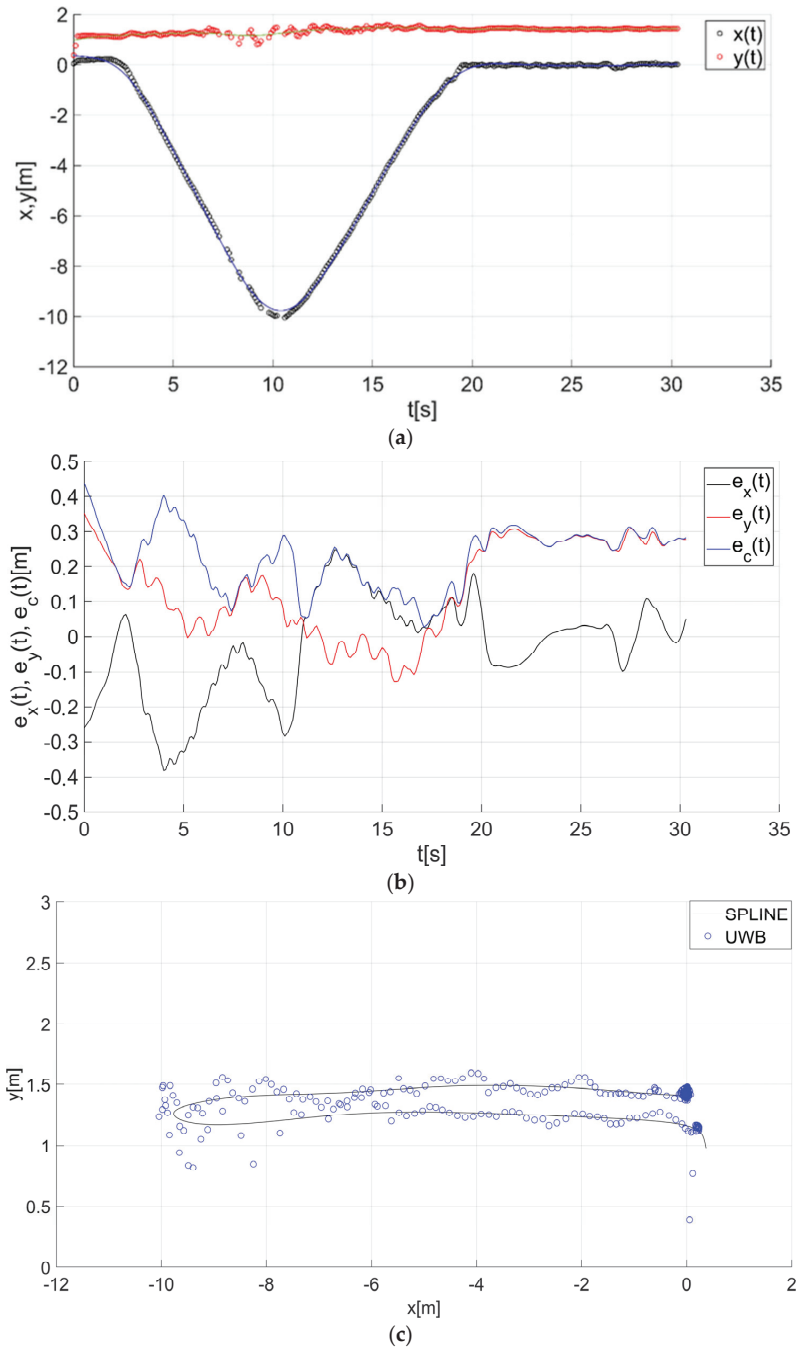 2
0
-2
-4
-6
-8
-10
-12
x,y[m]
x(t)
y(t)
0 5 10 15 20 25 30 35
t[s]
(a)
0.5
0.4
0.3
0.2
0.1
0
-0.1
-0.2
-0.3
-0.4
-0.5
e_x(t), e_y(t), e_c(t)[m]
e_x(t)
e_y(t)
e_c(t)
0 5 10 15 20 25 30 35
t[s]
(b)
3
2.5
2
1.5
1
0.5
0
y[m]
SPLINE
UWB
-12 -10 -8 -6 -4 -2 0 2
x[m]
(c)